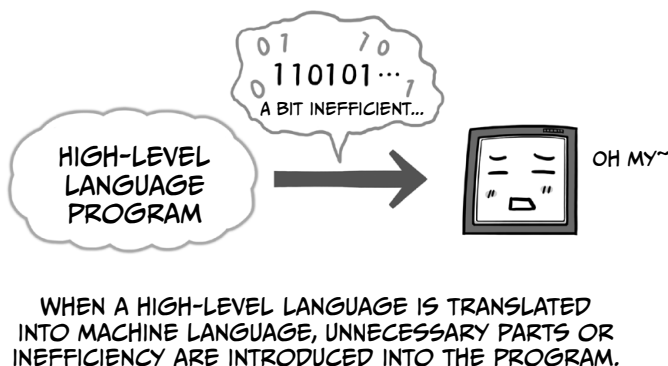 0 1 1 0
0 110101... 1
A BIT INEFFICIENT...
HIGH-LEVEL
LANGUAGE
PROGRAM
OH MY~
WHEN A HIGH-LEVEL LANGUAGE IS TRANSLATED
INTO MACHINE LANGUAGE, UNNECESSARY PARTS OR
INEFFICIENCY ARE INTRODUCED INTO THE PROGRAM.